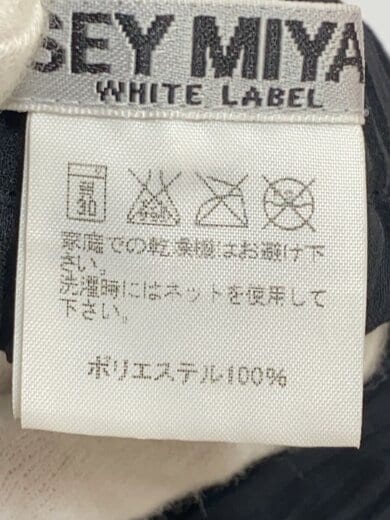 SEY MIYA
WHITE LABEL
30
家庭での乾燥機はお避け下
さい。
洗濯時にはネットを使用して
下さい。
ポリエステル100%